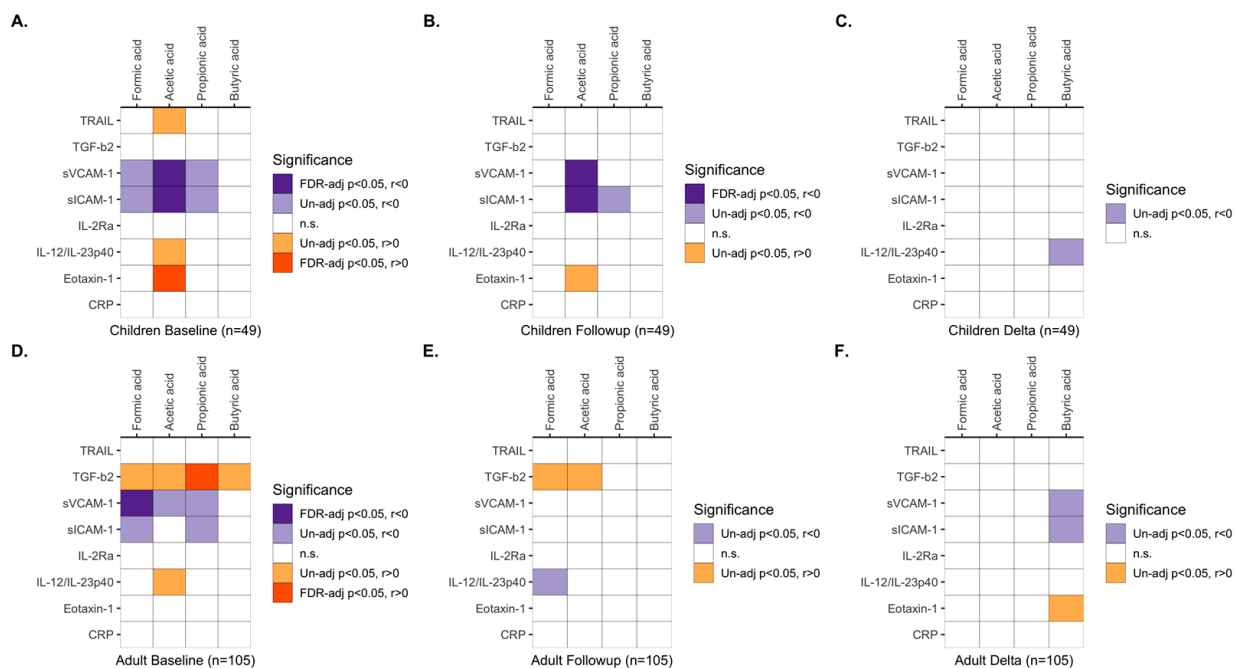 A.
Formic acid
Acetic acid
Propionic acid
Butyric acid
TRAIL
TGF-b2
sVCAM-1
sICAM-1
IL-2Ra
IL-12/IL-23p40
Eotaxin-1
CRP
Children Baseline (n=49)
Significance
FDR-adj p<0.05, r<0
Un-adj p<0.05, r<0
n.s.
Un-adj p<0.05, r>0
FDR-adj p<0.05, r>0
B.
Formic acid
Acetic acid
Propionic acid
Butyric acid
TRAIL
TGF-b2
sVCAM-1
sICAM-1
IL-2Ra
IL-12/IL-23p40
Eotaxin-1
CRP
Children Followup (n=49)
Significance
FDR-adj p<0.05, r<0
Un-adj p<0.05, r<0
n.s.
Un-adj p<0.05, r>0
C.
Formic acid
Acetic acid
Propionic acid
Butyric acid
TRAIL
TGF-b2
sVCAM-1
sICAM-1
IL-2Ra
IL-12/IL-23p40
Eotaxin-1
CRP
Children Delta (n=49)
Significance
Un-adj p<0.05, r<0
n.s.
D.
Formic acid
Acetic acid
Propionic acid
Butyric acid
TRAIL
TGF-b2
sVCAM-1
sICAM-1
IL-2Ra
IL-12/IL-23p40
Eotaxin-1
CRP
Adult Baseline (n=105)
Significance
FDR-adj p<0.05, r<0
Un-adj p<0.05, r<0
n.s.
Un-adj p<0.05, r>0
FDR-adj p<0.05, r>0
E.
Formic acid
Acetic acid
Propionic acid
Butyric acid
TRAIL
TGF-b2
sVCAM-1
sICAM-1
IL-2Ra
IL-12/IL-23p40
Eotaxin-1
CRP
Adult Followup (n=105)
Significance
Un-adj p<0.05, r<0
n.s.
Un-adj p<0.05, r>0
F.
Formic acid
Acetic acid
Propionic acid
Butyric acid
TRAIL
TGF-b2
sVCAM-1
sICAM-1
IL-2Ra
IL-12/IL-23p40
Eotaxin-1
CRP
Adult Delta (n=105)
Significance
Un-adj p<0.05, r<0
n.s.
Un-adj p<0.05, r>0